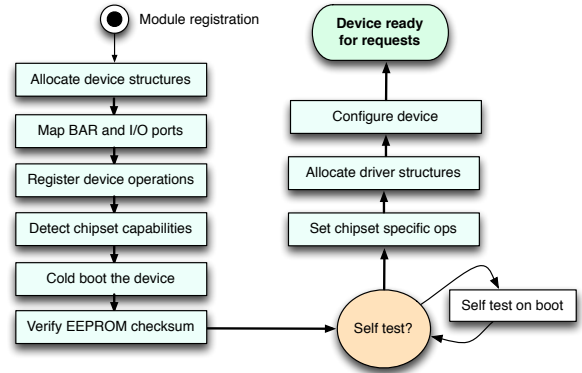 Module registration
Allocate device structures
Map BAR and I/O ports
Register device operations
Detect chipset capabilities
Cold boot the device
Verify EEPROM checksum
Self test?
Self test on boot
Set chipset specific ops
Allocate driver structures
Configure device
Device ready
for requests